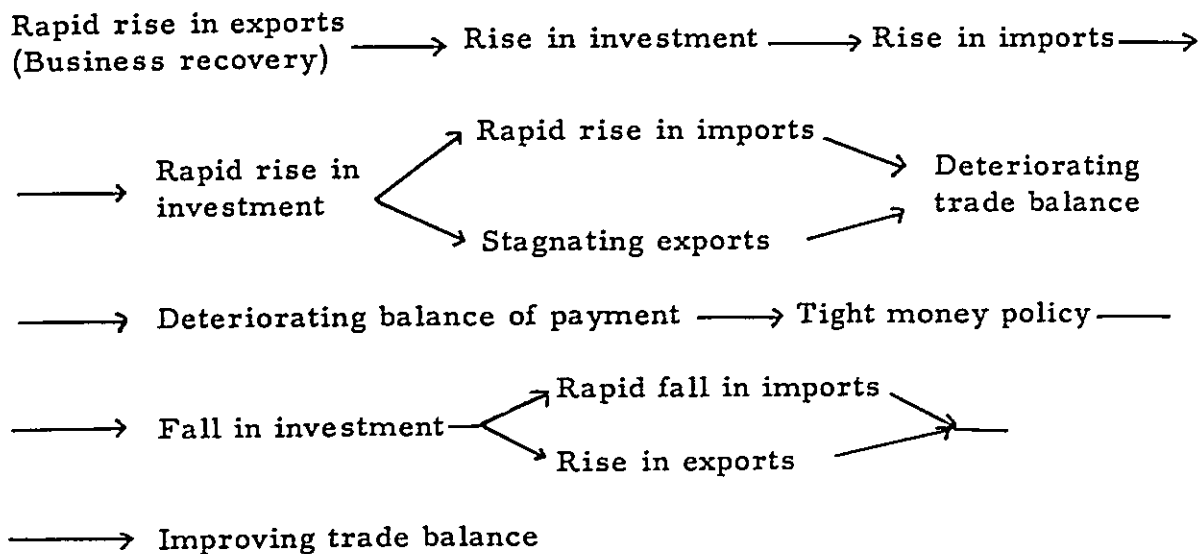 Rapid rise in exports
(Business recovery)
Rise in investment
Rise in imports
Rapid rise in
investment
Rapid rise in imports
Stagnating exports
Deteriorating
trade balance
Deteriorating balance of payment
Tight money policy
Fall in investment
Rapid fall in imports
Rise in exports
Improving trade balance